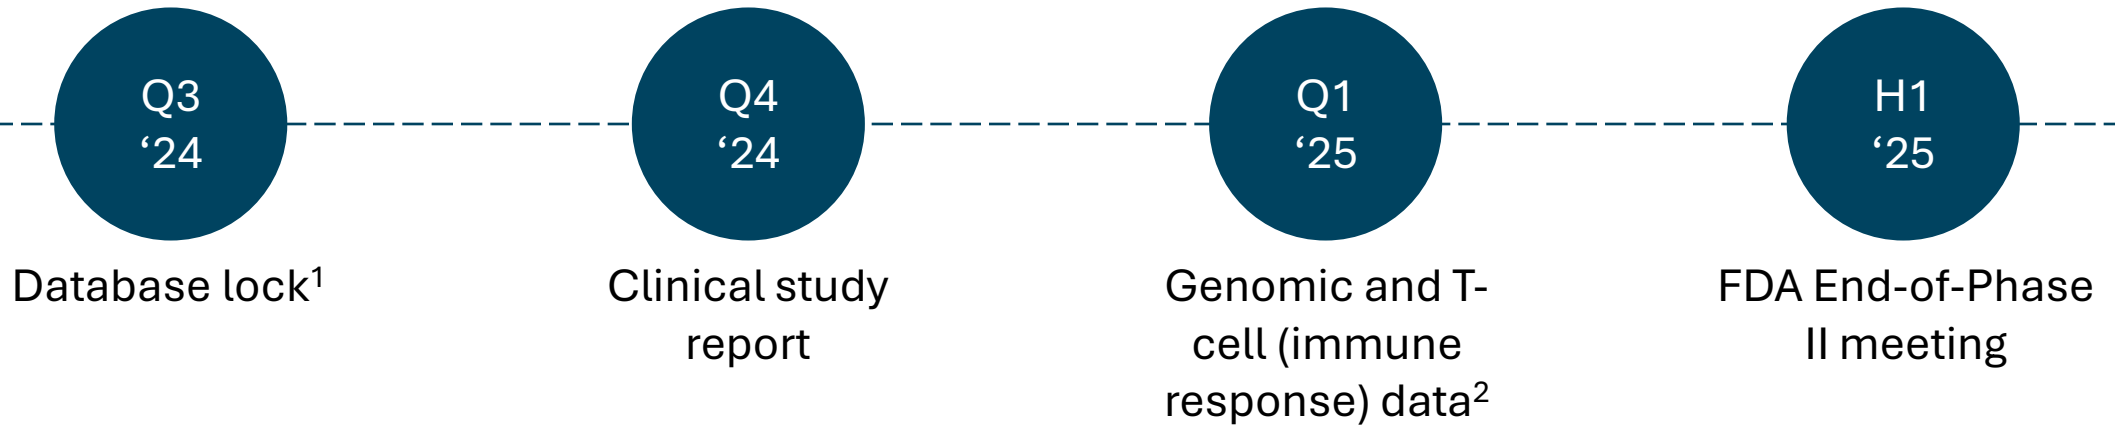 Q3
‘24
Database lock¹
Q4
‘24
Clinical study
report
Q1
‘25
Genomic and T-
cell (immune
response) data²
H1
‘25
FDA End-of-Phase
II meeting